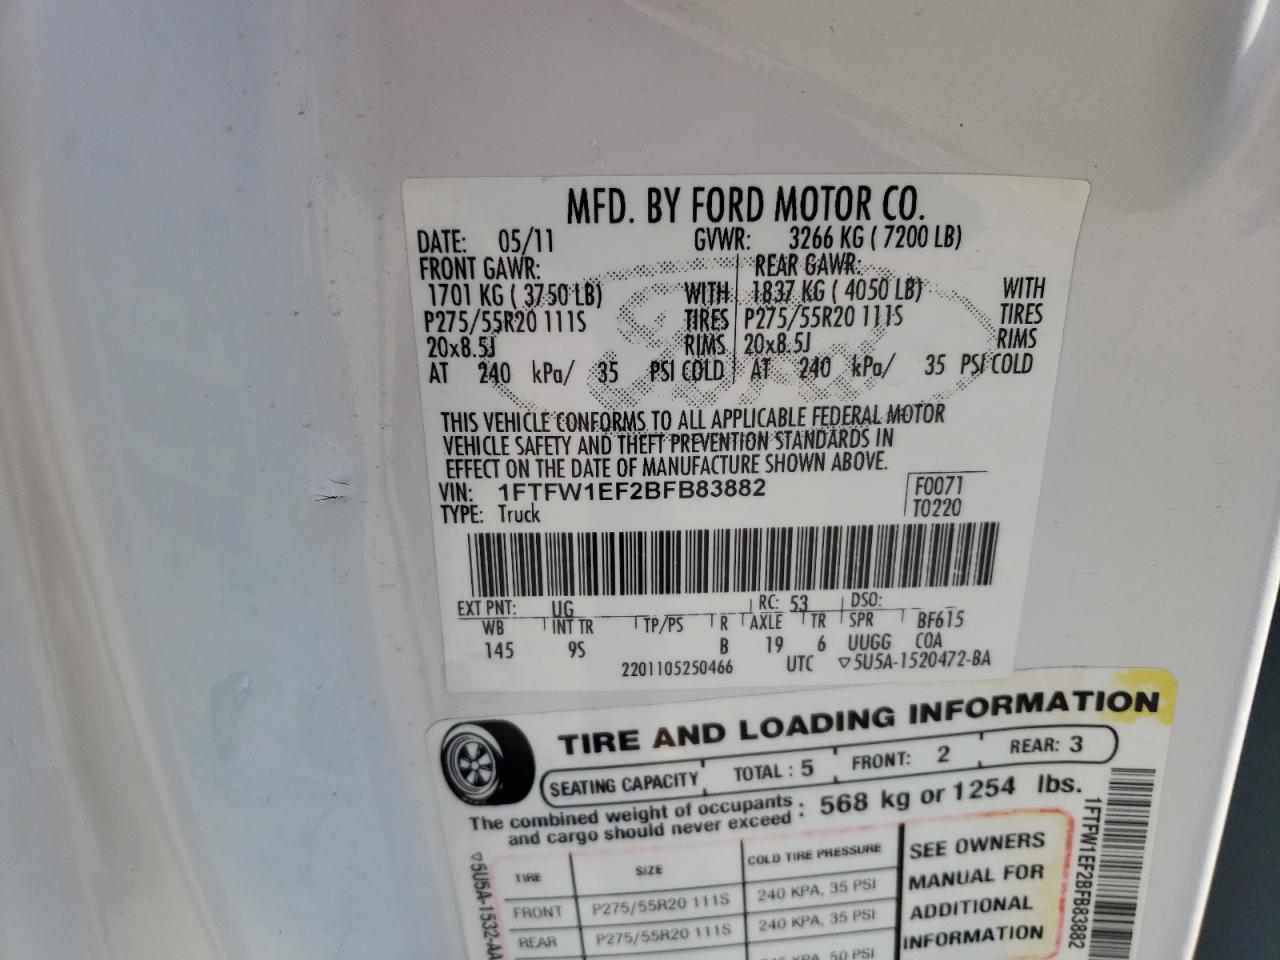 MFD. BY FORD MOTOR CO.
DATE: 05/11 GVWR: 3266 KG ( 7200 LB)
FRONT GAWR: REAR GAWR:
1701 KG ( 3750 LB) WITH 1837 KG ( 4050 LB) WITH
P275/55R20 111S TIRES P275/55R20 111S TIRES
20x8.5J RIMS 20x8.5J RIMS
AT 240 kPa/ 35 PSI COLD AT 240 kPa/ 35 PSI COLD
THIS VEHICLE CONFORMS TO ALL APPLICABLE FEDERAL MOTOR
VEHICLE SAFETY AND THEFT PREVENTION STANDARDS IN
EFFECT ON THE DATE OF MANUFACTURE SHOWN ABOVE.
VIN: 1FTFW1EF2BFB83882 F0071
TYPE: Truck T0220
EXT PNT: UG RC: 53 DSO:
WB INT TR TP/PS R AXLE TR SPR BF615
145 9S B 19 6 UUGG COA
2201105250466 UTC ▽5U5A-1520472-BA
TIRE AND LOADING INFORMATION
SEATING CAPACITY TOTAL : 5 FRONT: 2 REAR: 3
The combined weight of occupants : 568 kg or 1254 lbs.
and cargo should never exceed
TIRE SIZE COLD TIRE PRESSURE
FRONT P275/55R20 111S 240 KPA, 35 PSI
REAR P275/55R20 111S 240 KPA, 35 PSI
KPA, 50 PSI
SEE OWNERS
MANUAL FOR
ADDITIONAL
INFORMATION
1FTFW1EF2BFB83882
▽5U5A-1532-AA